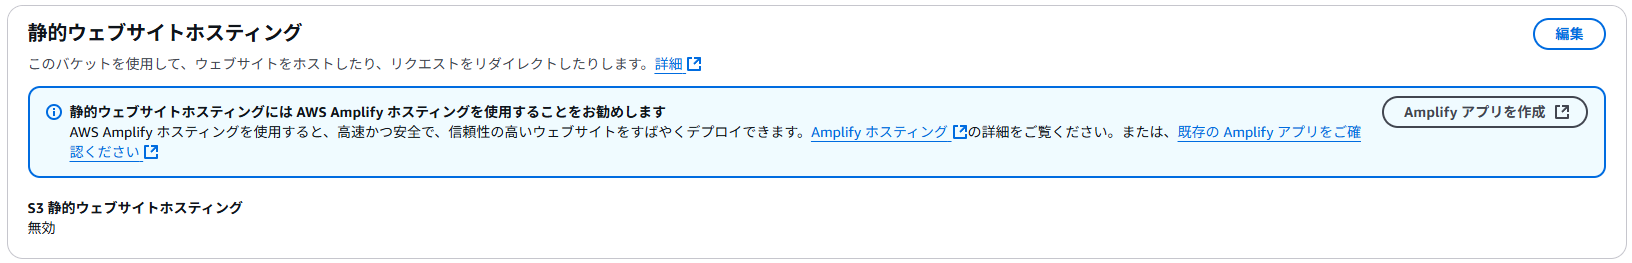 静的ウェブサイトホスティング
編集
このバケットを使用して、ウェブサイトをホストしたり、リクエストをリダイレクトしたりします。詳細
静的ウェブサイトホスティングには AWS Amplify ホスティングを使用することをお勧めします
Amplify アプリを作成
AWS Amplify ホスティングを使用すると、高速かつ安全で、信頼性の高いウェブサイトをすばやくデプロイできます。Amplify ホスティング の詳細をご覧ください。または、既存の Amplify アプリをご確
認ください
S3 静的ウェブサイトホスティング
無効